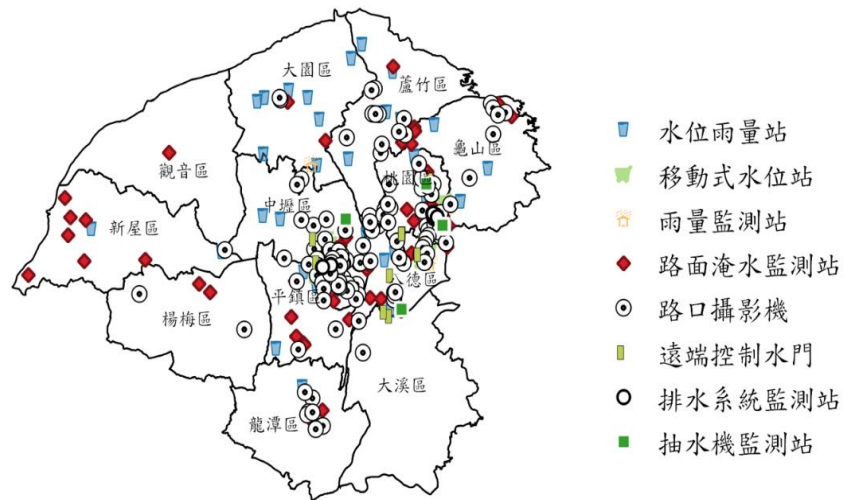 大園區
蘆竹區
龜山區
觀音區
桃園區
中壢區
新屋區
八德區
平鎮區
楊梅區
大溪區
龍潭區
水位雨量站
移動式水位站
雨量監測站
路面淹水監測站
路口攝影機
遠端控制水門
排水系統監測站
抽水機監測站